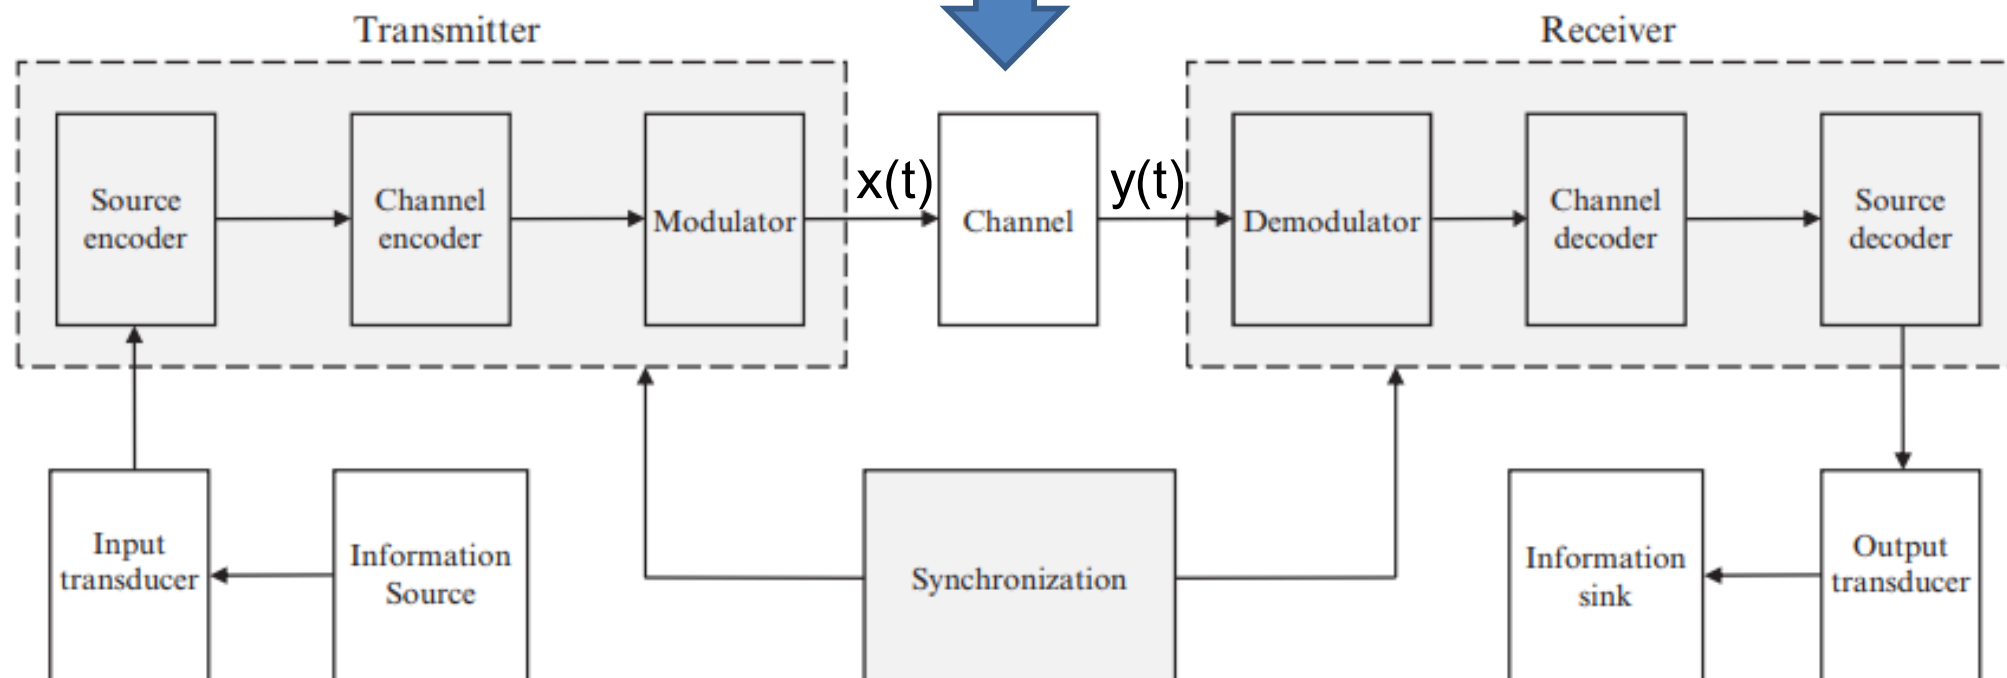 Transmitter
Receiver
Source
encoder
Channel
encoder
Modulator
x(t)
Channel
y(t)
Demodulator
Channel
decoder
Source
decoder
Input
transducer
Information
Source
Synchronization
Information
sink
Output
transducer